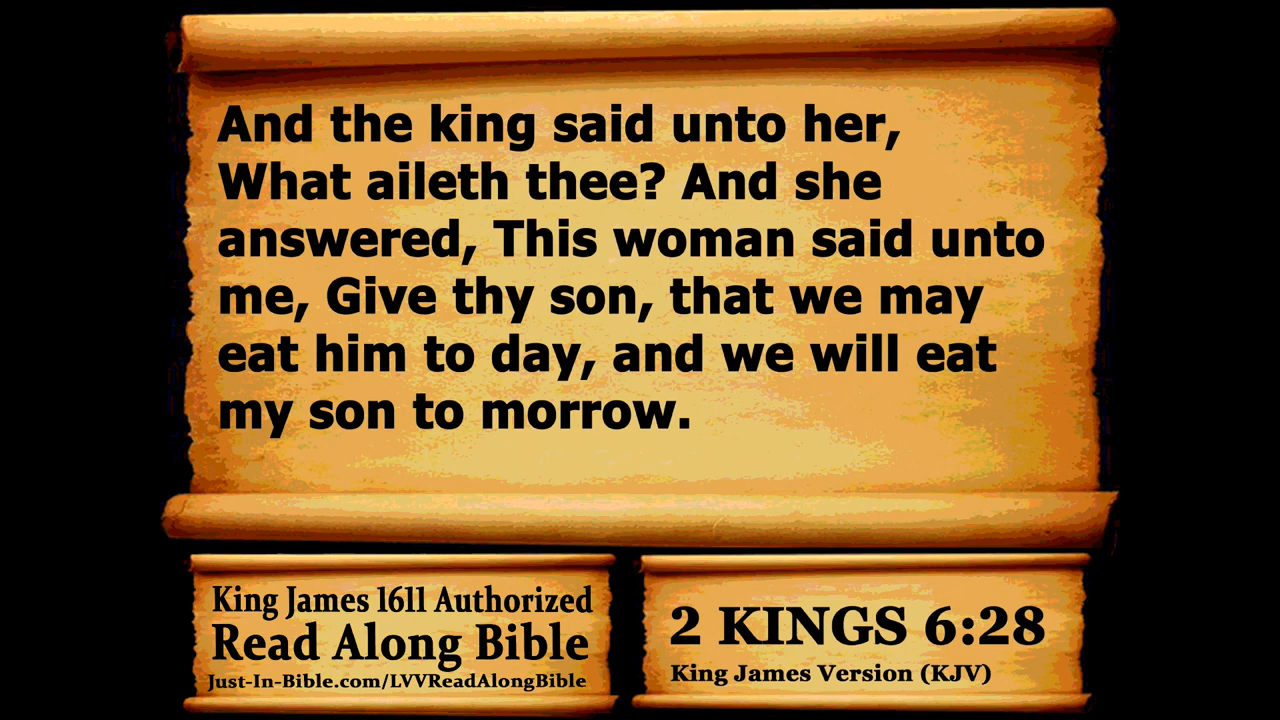 And the king said unto her,
What aileth thee? And she
answered, This woman said unto
me, Give thy son, that we may
eat him to day, and we will eat
my son to morrow.
King James 1611 Authorized
Read Along Bible
Just-In-Bible.com/LVVReadAlongBible
2 KINGS 6:28
King James Version (KJV)